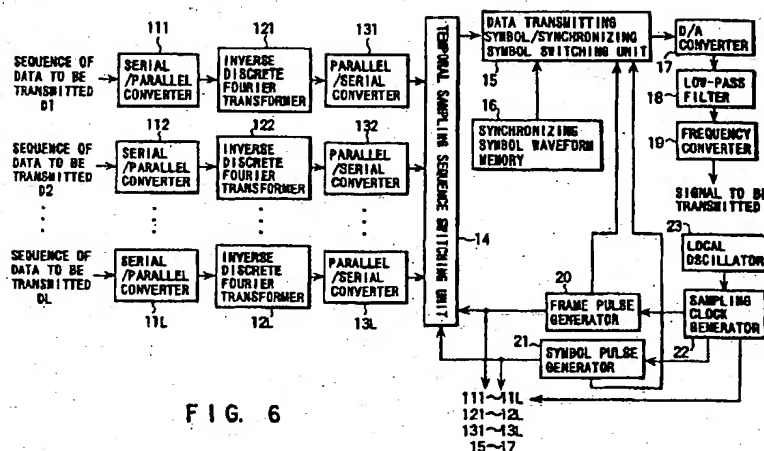 111
121
131
SEQUENCE OF
DATA TO BE
TRANSMITTED
D1
SERIAL
/PARALLEL
CONVERTER
INVERSE
DISCRETE
FOURIER
TRANSFORMER
PARALLEL
/SERIAL
CONVERTER
112
122
132
SEQUENCE OF
DATA TO BE
TRANSMITTED
D2
SERIAL
/PARALLEL
CONVERTER
INVERSE
DISCRETE
FOURIER
TRANSFORMER
PARALLEL
/SERIAL
CONVERTER
SEQUENCE OF
DATA TO BE
TRANSMITTED
DL
SERIAL
/PARALLEL
CONVERTER
INVERSE
DISCRETE
FOURIER
TRANSFORMER
PARALLEL
/SERIAL
CONVERTER
11L
12L
13L
TEMPORAL SAMPLING SEQUENCE SWITCHING UNIT
14
DATA TRANSMITTING
SYMBOL/SYNCHRONIZING
SYMBOL SWITCHING UNIT
15
16
SYNCHRONIZING
SYMBOL WAVEFORM
MEMORY
D/A
CONVERTER
17
LOW-PASS
FILTER
18
FREQUENCY
CONVERTER
19
SIGNAL TO BE
TRANSMITTED
23
LOCAL
OSCILLATOR
20
FRAME PULSE
GENERATOR
SAMPLING
CLOCK
GENERATOR
22
21
SYMBOL PULSE
GENERATOR
111~11L
121~12L
131~13L
15~17
FIG. 6